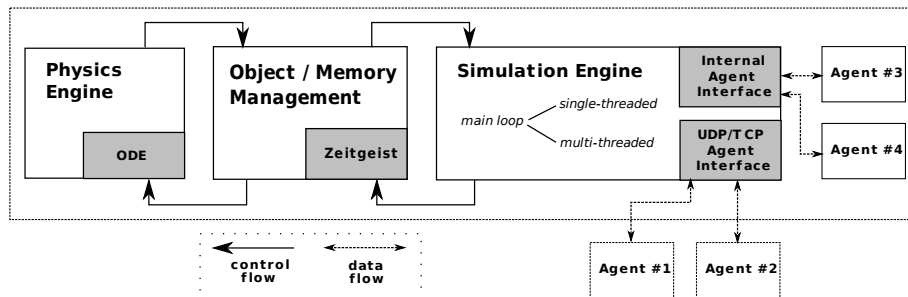 Physics
Engine
ODE
Object / Memory
Management
Zeitgeist
Simulation Engine
main loop
single-threaded
multi-threaded
Internal
Agent
Interface
UDP/TCP
Agent
Interface
Agent #3
Agent #4
Agent #1
Agent #2
control
flow
data
flow